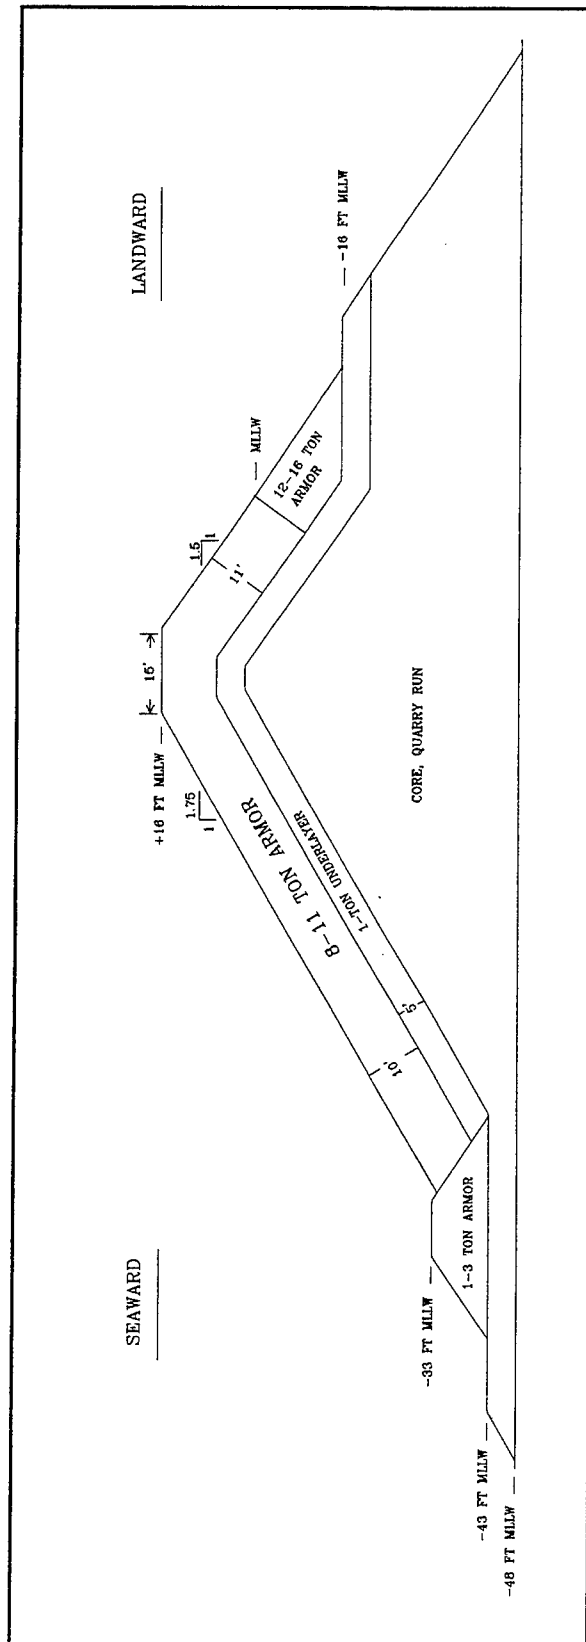 SEAWARD
LANDWARD
+16 FT MLLW
15'
1.75
1
1.5
1
11'
MLLW
12-16 TON
ARMOR
-16 FT MLLW
8-11 TON ARMOR
1-TON UNDERLAYER
10'
5'
CORE, QUARRY RUN
1-3 TON ARMOR
-33 FT MLLW
-43 FT MLLW
-48 FT MLLW